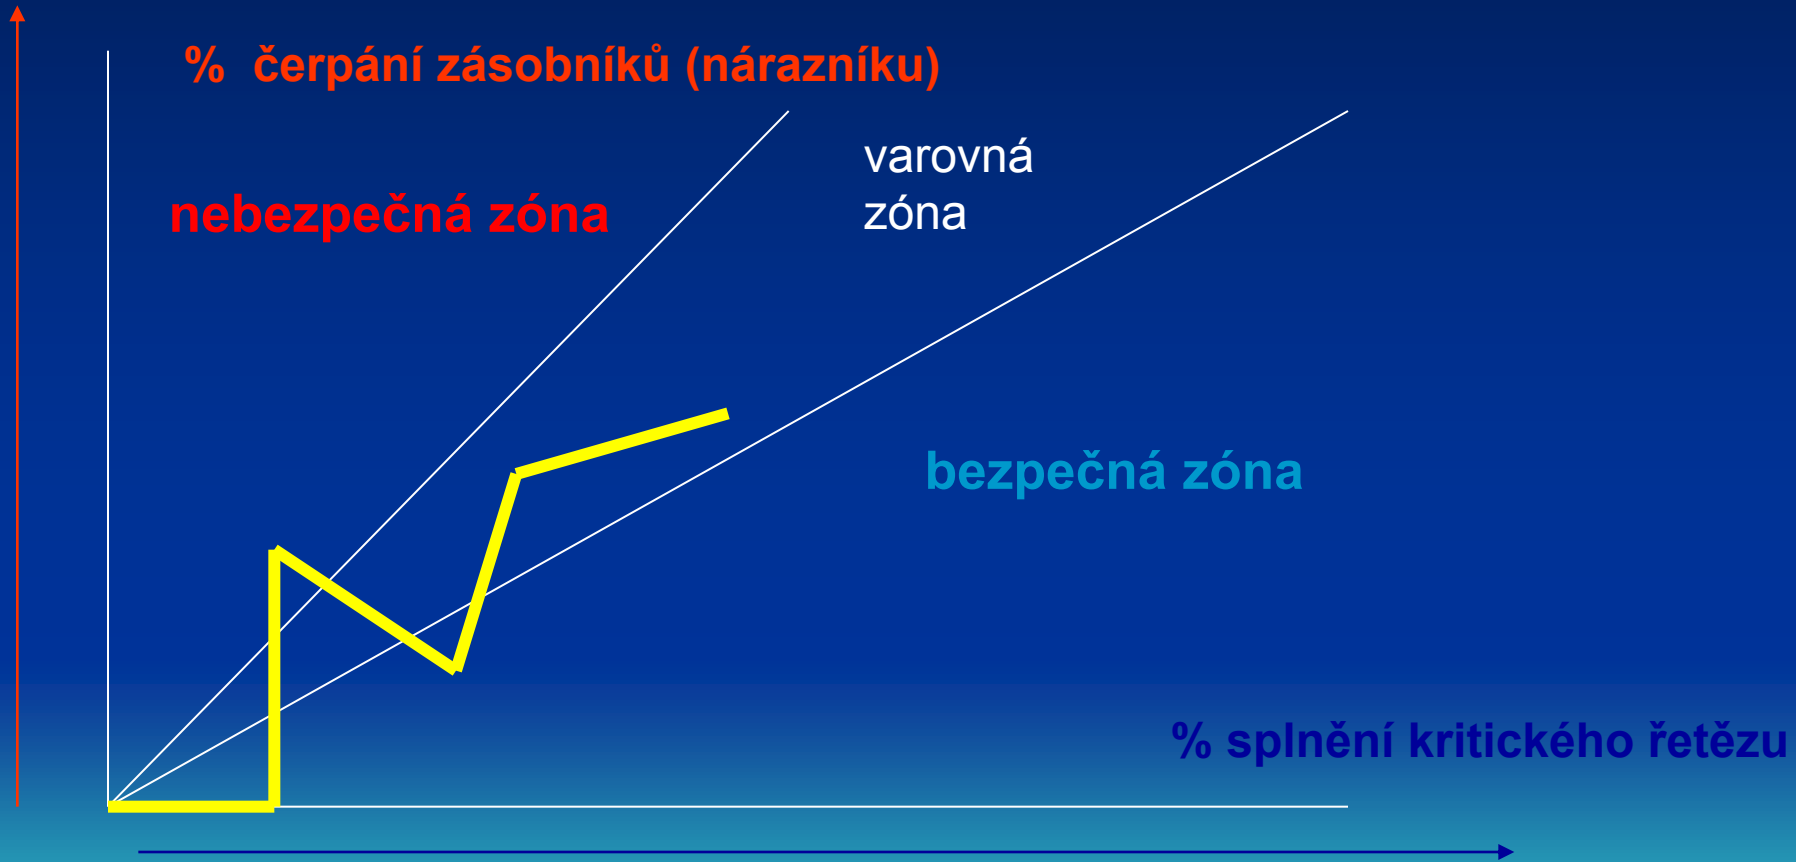 % čerpání zásobníků (nárazníku)
varovná
zóna
nebezpečná zóna
bezpečná zóna
% splnění kritického řetězu